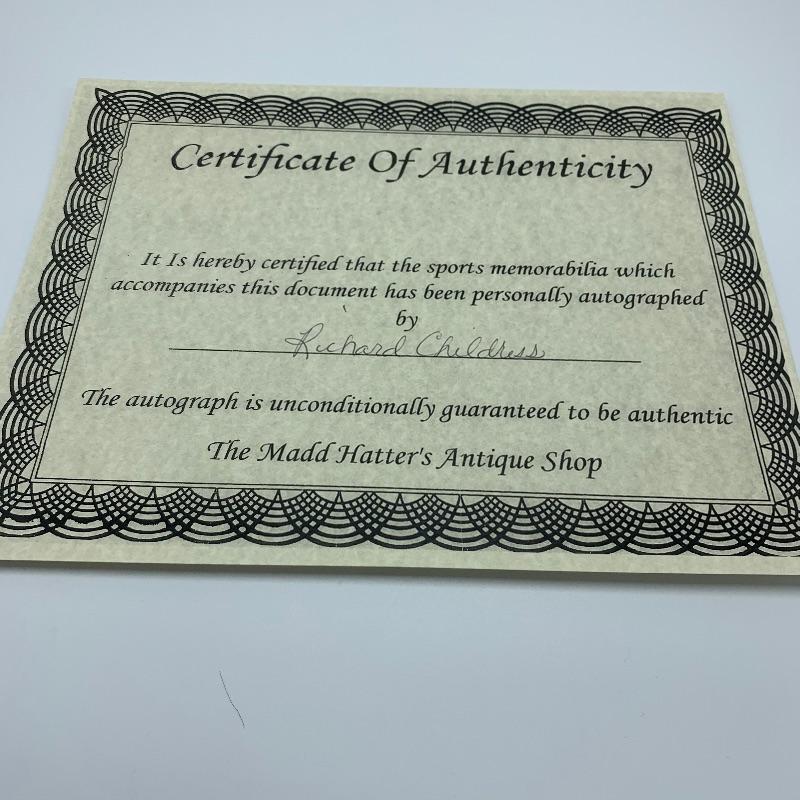 Certificate Of Authenticity
It Is hereby certified that the sports memorabilia which
accompanies this document has been personally autographed
by
Richard Childress
The autograph is unconditionally guaranteed to be authentic
The Madd Hatter's Antique Shop